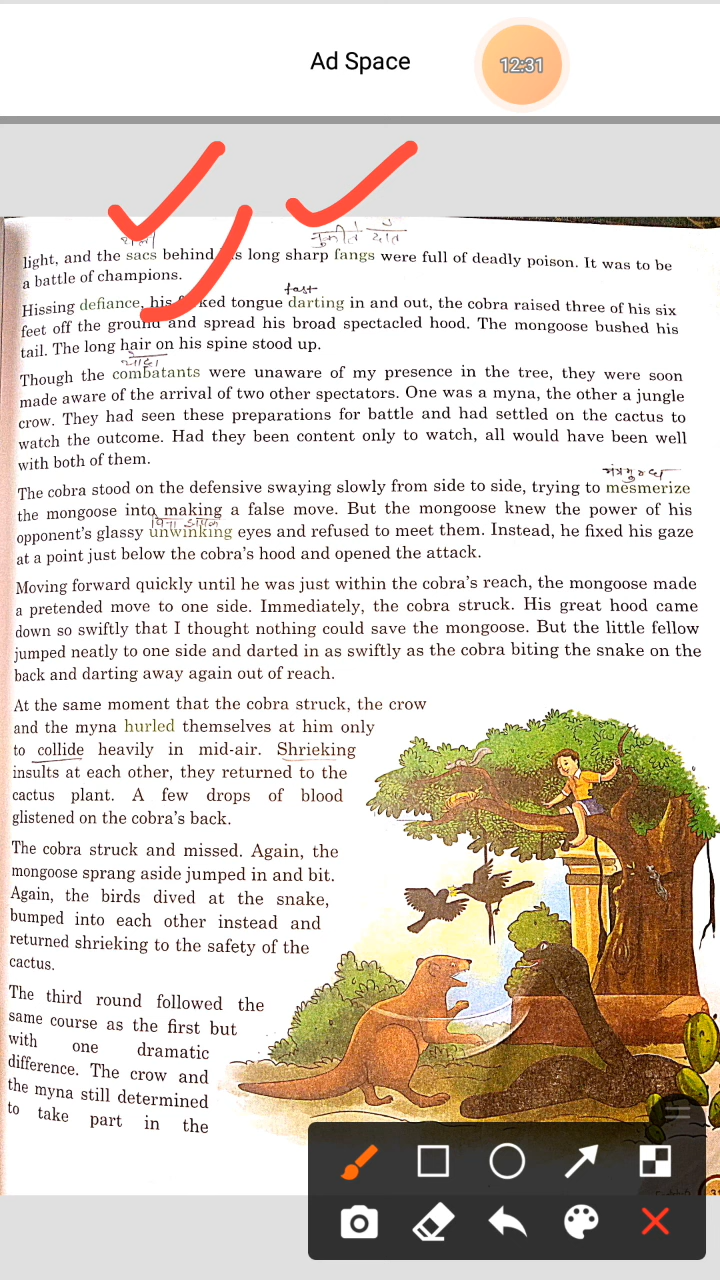 Ad Space
12:31
नुकीले दाँत
light, and the sacs behind his long sharp fangs were full of deadly poison. It was to be
a battle of champions.
fast
Hissing defiance, his forked tongue darting in and out, the cobra raised three of his six
feet off the ground and spread his broad spectacled hood. The mongoose bushed his
tail. The long hair on his spine stood up.
योद्धा
Though the combatants were unaware of my presence in the tree, they were soon
made aware of the arrival of two other spectators. One was a myna, the other a jungle
crow. They had seen these preparations for battle and had settled on the cactus to
watch the outcome. Had they been content only to watch, all would have been well
with both of them.
मंत्रमुग्ध
The cobra stood on the defensive swaying slowly from side to side, trying to mesmerize
the mongoose into making a false move. But the mongoose knew the power of his
बिना झपके
opponent's glassy unwinking eyes and refused to meet them. Instead, he fixed his gaze
at a point just below the cobra's hood and opened the attack.
Moving forward quickly until he was just within the cobra's reach, the mongoose made
a pretended move to one side. Immediately, the cobra struck. His great hood came
down so swiftly that I thought nothing could save the mongoose. But the little fellow
jumped neatly to one side and darted in as swiftly as the cobra biting the snake on the
back and darting away again out of reach.
At the same moment that the cobra struck, the crow
and the myna hurled themselves at him only
to collide heavily in mid-air. Shrieking
insults at each other, they returned to the
cactus plant. A few drops of blood
glistened on the cobra's back.
The cobra struck and missed. Again, the
mongoose sprang aside jumped in and bit.
Again, the birds dived at the snake,
bumped into each other instead and
returned shrieking to the safety of the
cactus.
The third round followed the
same course as the first but
with one dramatic
difference. The crow and
the myna still determined
to take part in the